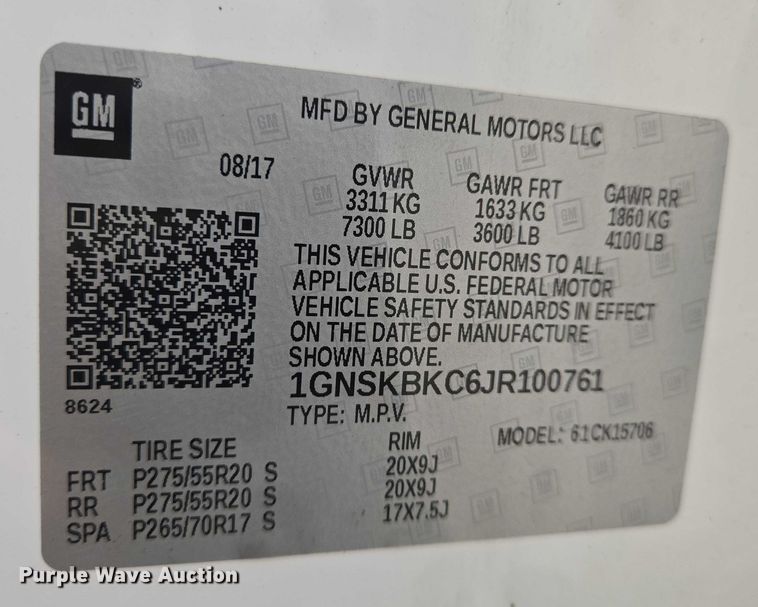 GM
MFD BY GENERAL MOTORS LLC
08/17
GVWR GAWR FRT GAWR RR
3311 KG 1633 KG 1860 KG
7300 LB 3600 LB 4100 LB
THIS VEHICLE CONFORMS TO ALL
APPLICABLE U.S. FEDERAL MOTOR
VEHICLE SAFETY STANDARDS IN EFFECT
ON THE DATE OF MANUFACTURE
SHOWN ABOVE.
1GNSKBKC6JR100761
8624
TYPE: M.P.V.
MODEL: 61CK15706
TIRE SIZE RIM
FRT P275/55R20 S 20X9J
RR P275/55R20 S 20X9J
SPA P265/70R17 S 17X7.5J
Purple Wave Auction